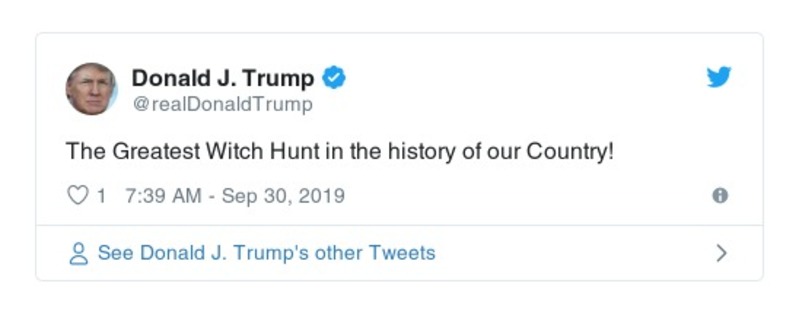 Donald J. Trump
@realDonaldTrump
The Greatest Witch Hunt in the history of our Country!
1 7:39 AM - Sep 30, 2019
See Donald J. Trump's other Tweets